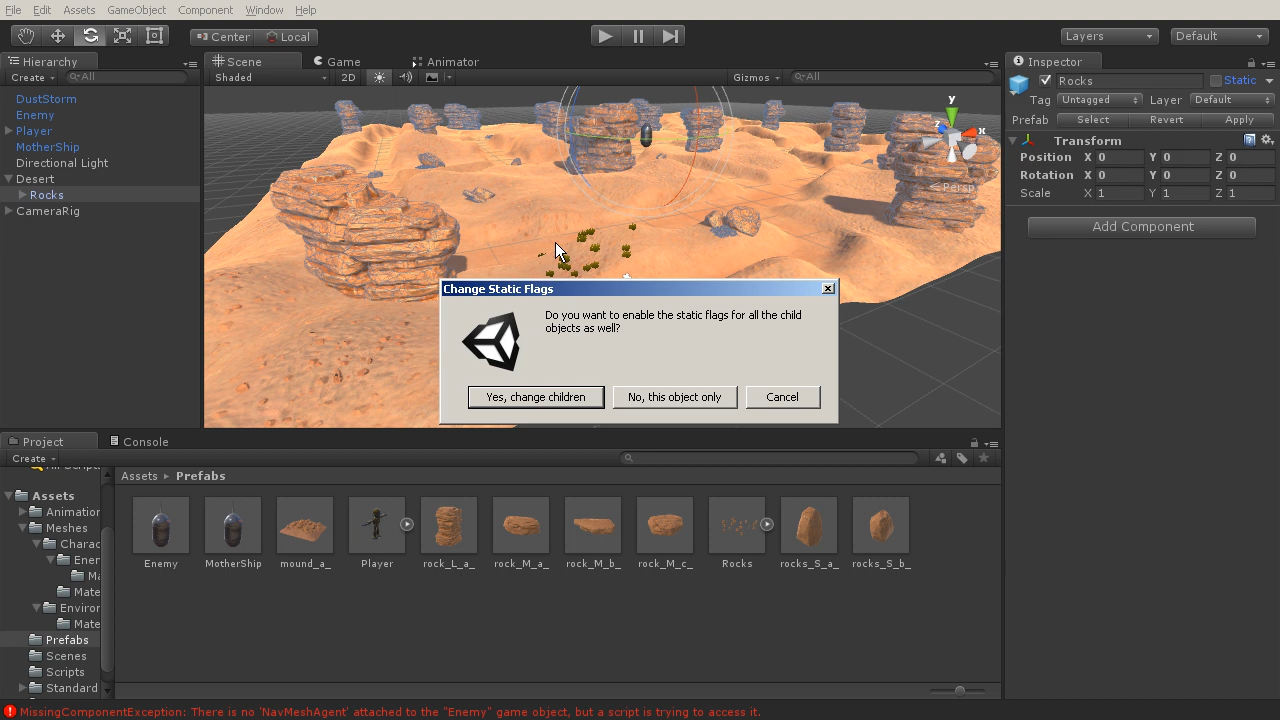 File Edit Assets GameObject Component Window Help
Center Local Layers Default
Hierarchy Scene Game Animator Inspector
Create All Shaded 2D Gizmos All
Rocks Static
Tag Untagged Layer Default
Prefab Select Revert Apply
Transform
Position X 0 Y 0 Z 0
Rotation X 0 Y 0 Z 0
Scale X 1 Y 1 Z 1
Add Component
DustStorm
Enemy
Player
MotherShip
Directional Light
Desert
Rocks
CameraRig
y
z x
Persp
Change Static Flags
Do you want to enable the static flags for all the child
objects as well?
Yes, change children No, this object only Cancel
Project Console
Create
Assets Prefabs
Assets
Animation
Meshes
Charac
Ener
Ma
Mate
Environ
Mate
Prefabs
Scenes
Scripts
Standard
Enemy MotherShip mound_a_ Player rock_L_a_ rock_M_a_ rock_M_b_ rock_M_c_ Rocks rocks_S_a_ rocks_S_b_
MissingComponentException: There is no 'NavMeshAgent' attached to the "Enemy" game object, but a script is trying to access it.